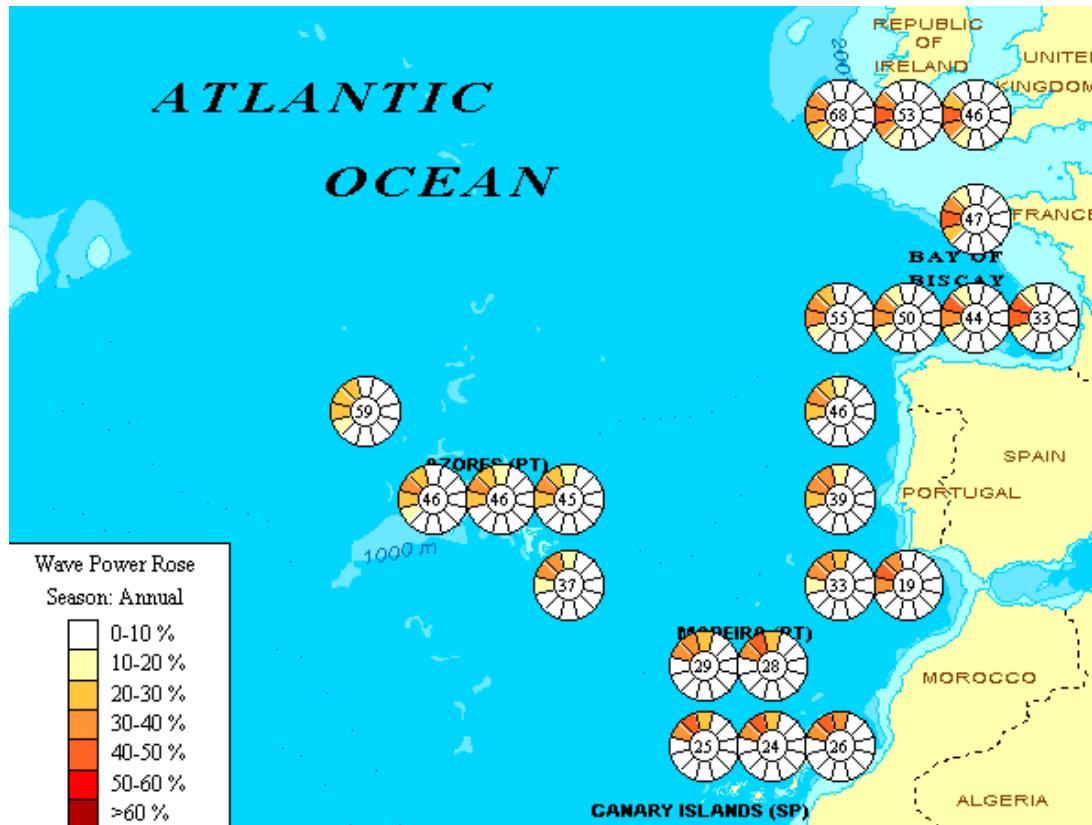 REPUBLIC
OF
IRELAND
UNITE
KINGDOM
200
ATLANTIC
OCEAN
68 53 46
47
FRANCE
BAY OF
BISCAY
55 50 44 33
59 46
AZORES (PT)
SPAIN
46 46 45 39
PORTUGAL
1000 m
37 33 19
MADEIRA (PT)
29 28
MOROCCO
25 24 26
CANARY ISLANDS (SP)
ALGERIA
Wave Power Rose
Season: Annual
0-10 %
10-20 %
20-30 %
30-40 %
40-50 %
50-60 %
>60 %